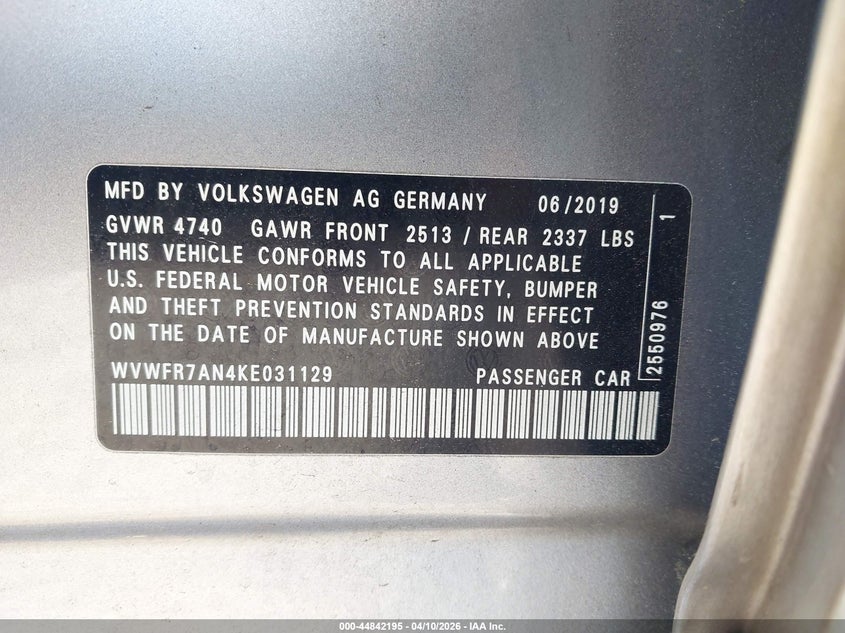 MFD BY VOLKSWAGEN AG GERMANY 06/2019
GVWR 4740 GAWR FRONT 2513 / REAR 2337 LBS
THIS VEHICLE CONFORMS TO ALL APPLICABLE
U.S. FEDERAL MOTOR VEHICLE SAFETY, BUMPER
AND THEFT PREVENTION STANDARDS IN EFFECT
ON THE DATE OF MANUFACTURE SHOWN ABOVE
WVWFR7AN4KE031129 PASSENGER CAR
2550976 1
000-44842195 - 04/10/2026 - IAA Inc.